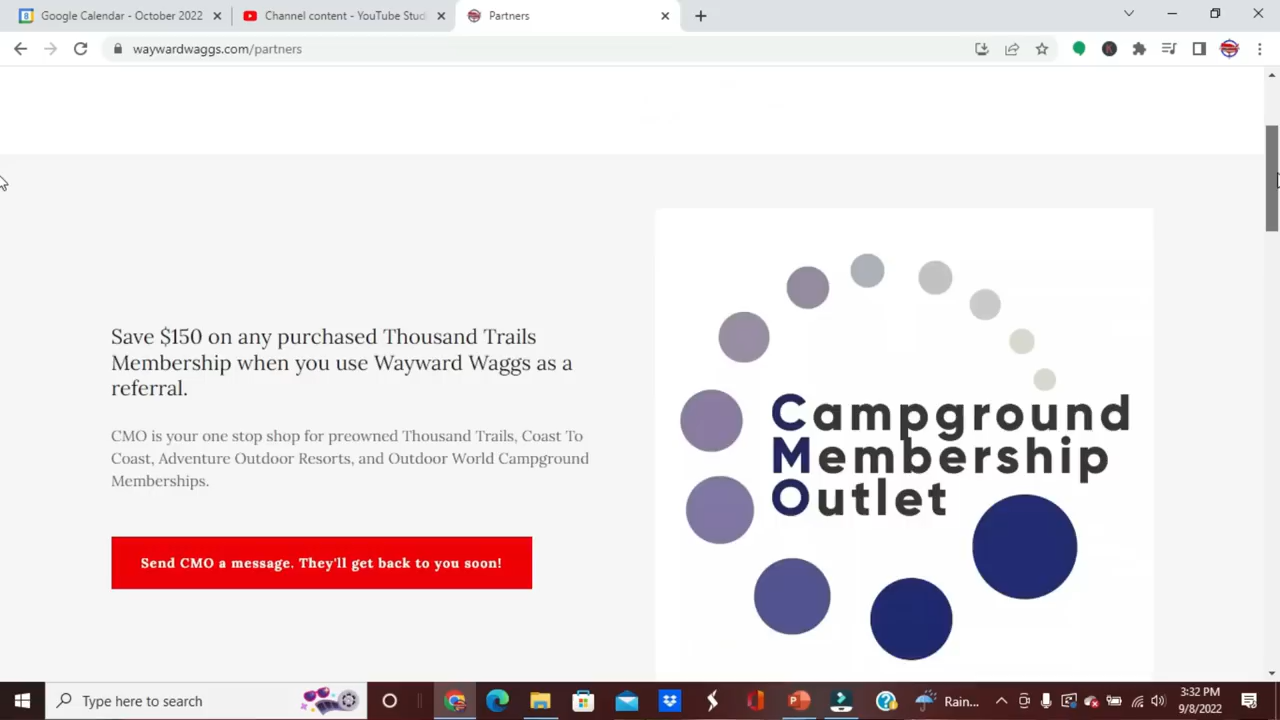 Google Calendar - October 2022
Channel content - YouTube Stud
Partners
waywardwaggs.com/partners
Save $150 on any purchased Thousand Trails
Membership when you use Wayward Waggs as a
referral.
CMO is your one stop shop for preowned Thousand Trails, Coast To
Coast, Adventure Outdoor Resorts, and Outdoor World Campground
Memberships.
Send CMO a message. They'll get back to you soon!
Campground
Membership
Outlet
Type here to search
Rain...
3:32 PM
9/8/2022